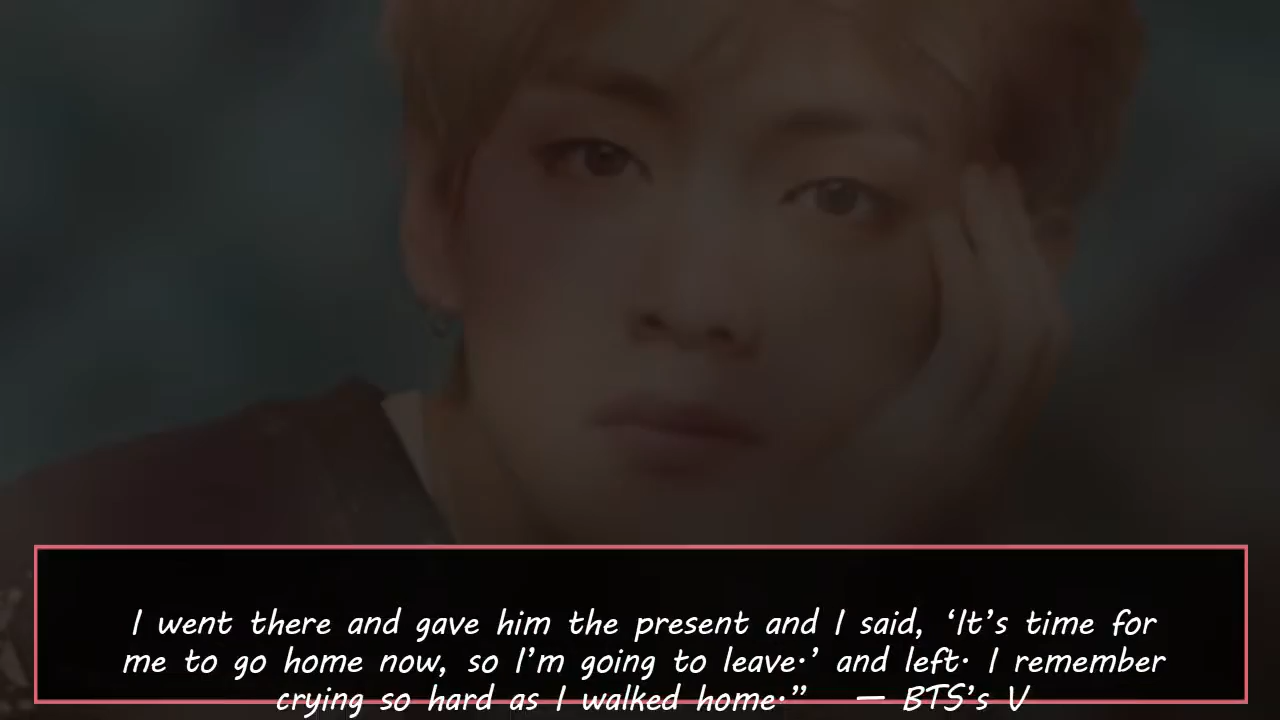 I went there and gave him the present and I said, ‘It’s time for
me to go home now, so I’m going to leave.’ and left. I remember
crying so hard as I walked home.” — BTS’s V